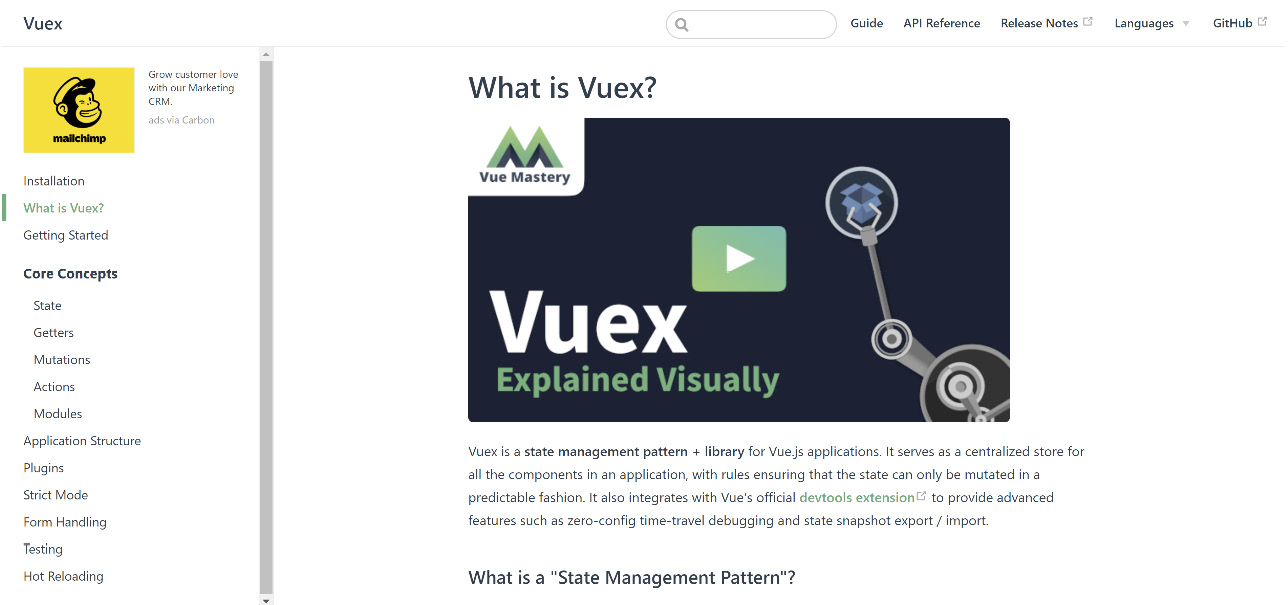 Vuex
Guide
API Reference
Release Notes
Languages
GitHub
mailchimp
Grow customer love
with our Marketing
CRM.
ads via Carbon
Installation
What is Vuex?
Getting Started
Core Concepts
State
Getters
Mutations
Actions
Modules
Application Structure
Plugins
Strict Mode
Form Handling
Testing
Hot Reloading
What is Vuex?
Vue Mastery
Vuex
Explained Visually
Vuex is a state management pattern + library for Vue.js applications. It serves as a centralized store for
all the components in an application, with rules ensuring that the state can only be mutated in a
predictable fashion. It also integrates with Vue's official devtools extension to provide advanced
features such as zero-config time-travel debugging and state snapshot export / import.
What is a "State Management Pattern"?